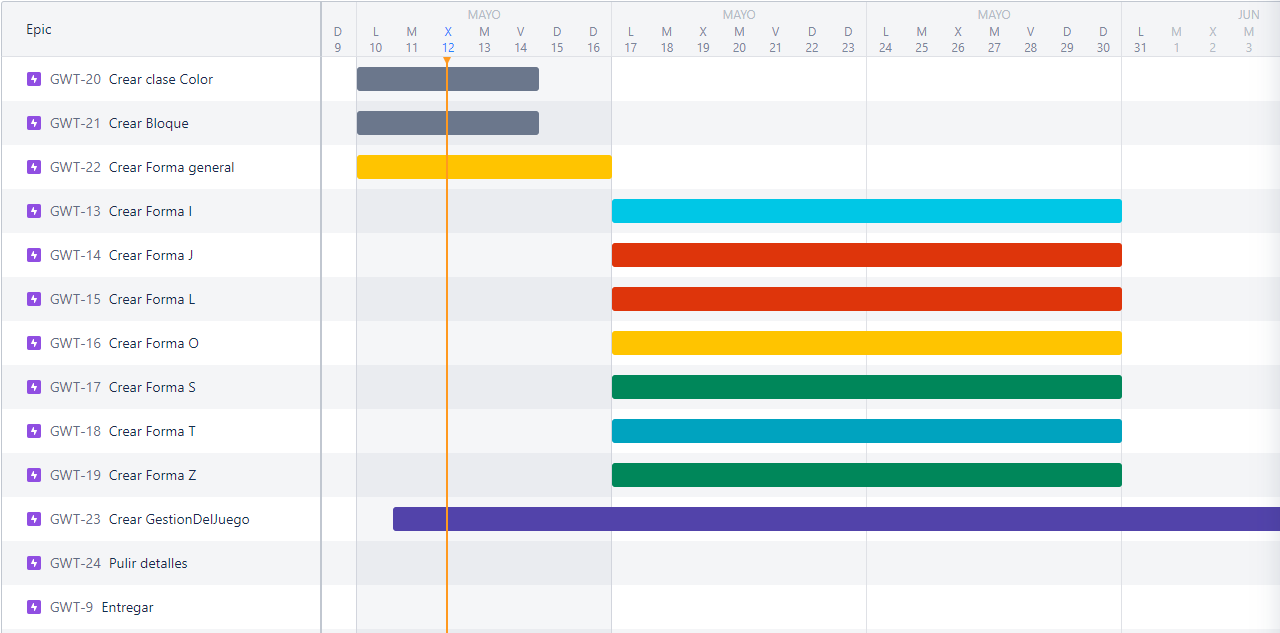 Epic
MAYO MAYO MAYO JUN
D L M X M V D D L M X M V D D L M X M V D D L M X M
9 10 11 12 13 14 15 16 17 18 19 20 21 22 23 24 25 26 27 28 29 30 31 1 2 3
GWT-20 Crear clase Color
GWT-21 Crear Bloque
GWT-22 Crear Forma general
GWT-13 Crear Forma I
GWT-14 Crear Forma J
GWT-15 Crear Forma L
GWT-16 Crear Forma O
GWT-17 Crear Forma S
GWT-18 Crear Forma T
GWT-19 Crear Forma Z
GWT-23 Crear GestionDelJuego
GWT-24 Pulir detalles
GWT-9 Entregar